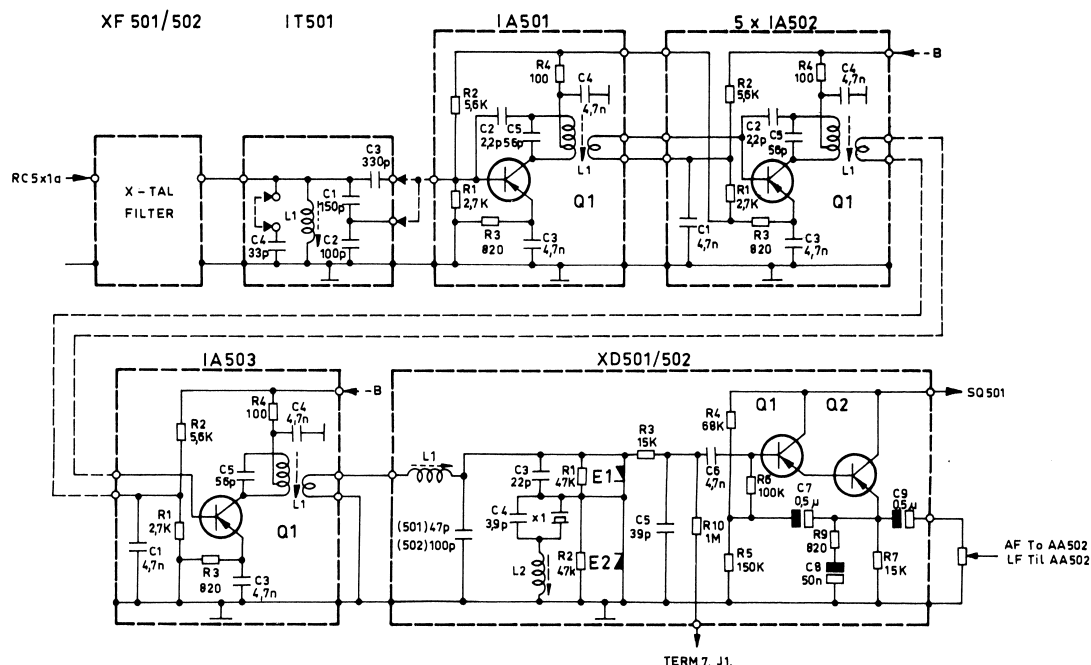 XF 501/502
IT501
IA501
5 x IA502
RC5x1a
X-TAL
FILTER
C4
33p
L1
C1
150p
C2
100p
C3
330p
R2
5,6K
R1
2,7K
R3
820
C2
2,2p
C5
56p
R4
100
C4
4,7n
L1
Q1
C3
4,7n
C1
4,7n
R2
5,6K
R1
2,7K
R3
820
C2
2,2p
C5
56p
R4
100
C4
4,7n
L1
Q1
C3
4,7n
-B
IA503
C1
4,7n
R2
5,6K
R1
2,7K
R3
820
C5
56p
R4
100
C4
4,7n
L1
Q1
C3
4,7n
-B
XD501/502
L1
(501) 47p
(502) 100p
C3
22p
C4
3,9p
x1
L2
R1
47K
R2
47k
E1
E2
R3
15K
C5
39p
R10
1M
C6
4,7n
R4
68K
R5
150K
R6
100K
Q1
Q2
C7
0,5µ
R9
820
C8
50n
R7
15K
C9
0,5µ
SQ501
AF To AA502
LF Til AA502
TERM 7. J1.